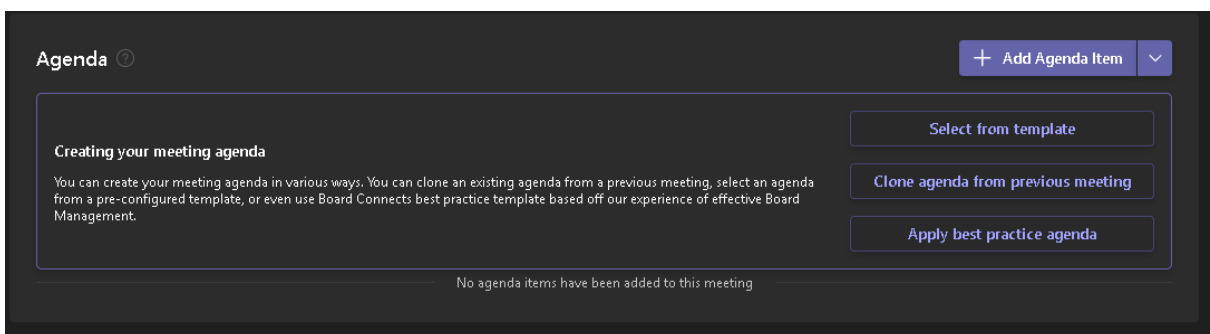 Agenda ?
+ Add Agenda Item
Select from template
Creating your meeting agenda
You can create your meeting agenda in various ways. You can clone an existing agenda from a previous meeting, select an agenda
from a pre-configured template, or even use Board Connects best practice template based off our experience of effective Board
Management.
Clone agenda from previous meeting
Apply best practice agenda
No agenda items have been added to this meeting